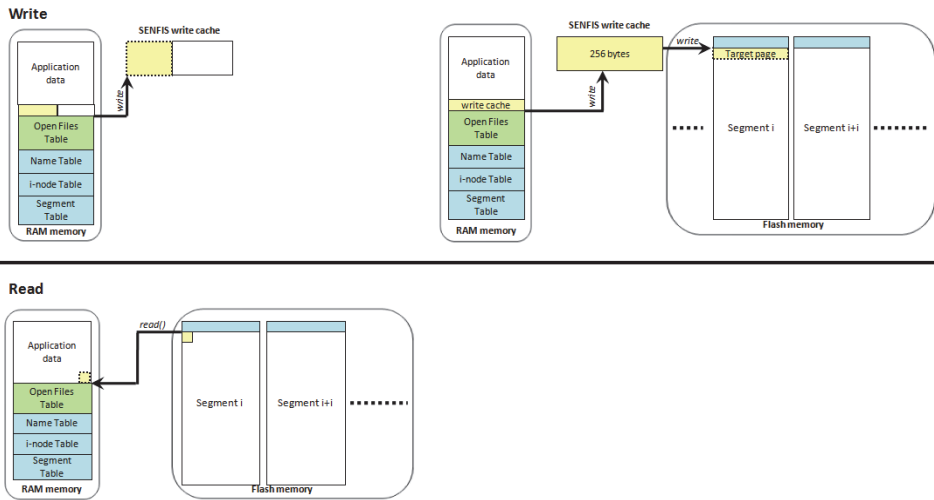 Write
SENFIS write cache
Application
data
write
Open Files
Table
Name Table
i-node Table
Segment
Table
RAM memory
SENFIS write cache
256 bytes
write
Target page
Application
data
write cache
write
Open Files
Table
Name Table
i-node Table
Segment
Table
RAM memory
Segment i
Segment i+i
Flash memory
Read
read()
Application
data
Open Files
Table
Name Table
i-node Table
Segment
Table
RAM memory
Segment i
Segment i+i
Flash memory